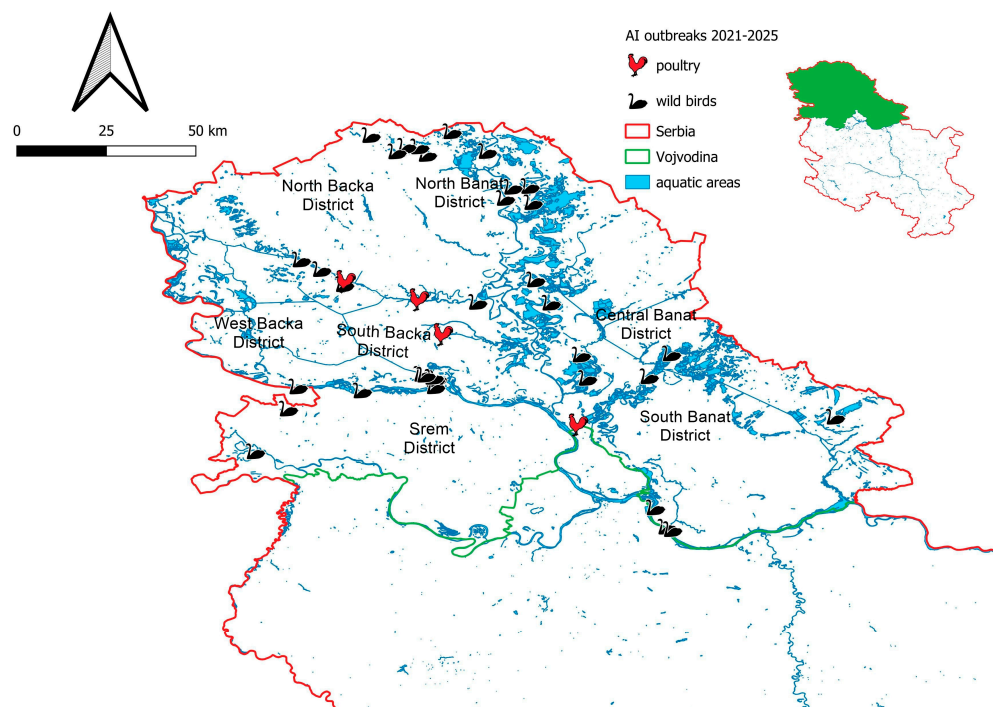 AI outbreaks 2021-2025
poultry
wild birds
Serbia
Vojvodina
aquatic areas
0 25 50 km
North Backa
District
North Banat
District
West Backa
District
South Backa
District
Central Banat
District
Srem
District
South Banat
District